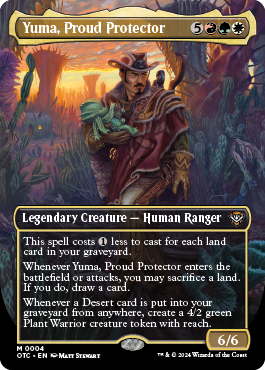 Yuma, Proud Protector 5
Legendary Creature — Human Ranger
This spell costs 1 less to cast for each land
card in your graveyard.
Whenever Yuma, Proud Protector enters the
battlefield or attacks, you may sacrifice a land.
If you do, draw a card.
Whenever a Desert card is put into your
graveyard from anywhere, create a 4/2 green
Plant Warrior creature token with reach.
6/6
M 0004
OTC • EN Matt Stewart
™ & © 2024 Wizards of the Coast